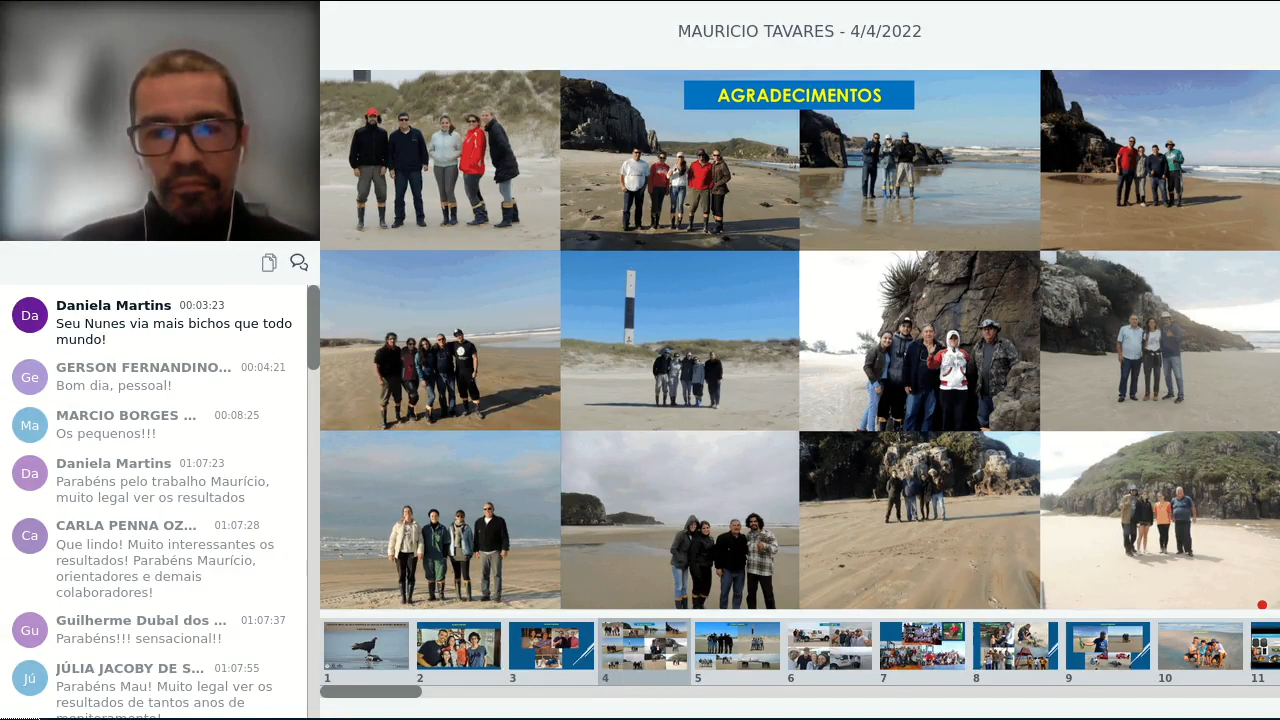 MAURICIO TAVARES - 4/4/2022
AGRADECIMENTOS
Da
Daniela Martins 00:03:23
Seu Nunes via mais bichos que todo
mundo!
Ge
GERSON FERNANDINO... 00:04:21
Bom dia, pessoal!
Ma
MARCIO BORGES ... 00:08:25
Os pequenos!!!
Da
Daniela Martins 01:07:23
Parabéns pelo trabalho Maurício,
muito legal ver os resultados
Ca
CARLA PENNA OZ... 01:07:28
Que lindo! Muito interessantes os
resultados! Parabéns Maurício,
orientadores e demais
colaboradores!
Gu
Guilherme Dubal dos ... 01:07:37
Parabéns!!! sensacional!!
Jú
JÚLIA JACOBY DE S... 01:07:55
Parabéns Mau! Muito legal ver os
resultados de tantos anos de
monitoramento!
1 2 3 4 5 6 7 8 9 10 11